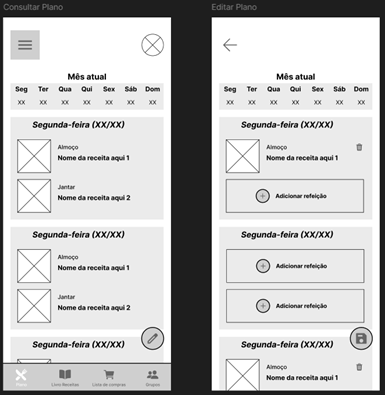 Consultar Plano
Mês atual
Seg Ter Qua Qui Sex Sáb Dom
XX XX XX XX XX XX XX
Segunda-feira (XX/XX)
Almoço
Nome da receita aqui 1
Jantar
Nome da receita aqui 2
Segunda-feira (XX/XX)
Almoço
Nome da receita aqui 1
Jantar
Nome da receita aqui 2
Segunda-feira (XX/XX)
Plano Livro Receitas Lista de compras Grupos
Editar Plano
Mês atual
Seg Ter Qua Qui Sex Sáb Dom
XX XX XX XX XX XX XX
Segunda-feira (XX/XX)
Almoço
Nome da receita aqui 1
Adicionar refeição
Segunda-feira (XX/XX)
Adicionar refeição
Adicionar refeição
Segunda-feira (XX/XX)
Almoço
Nome da receita aqui 1